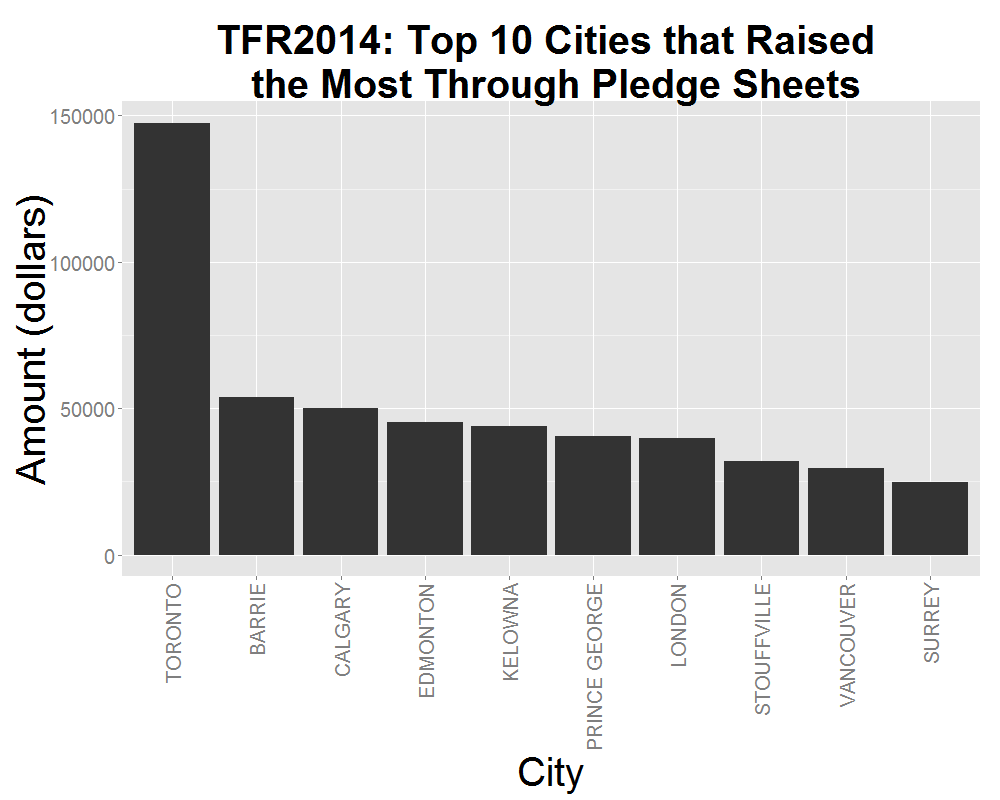 TFR2014: Top 10 Cities that Raised
the Most Through Pledge Sheets
Amount (dollars)
150000
100000
50000
0
TORONTO
BARRIE
CALGARY
EDMONTON
KELOWNA
PRINCE GEORGE
LONDON
STOUFFVILLE
VANCOUVER
SURREY
City